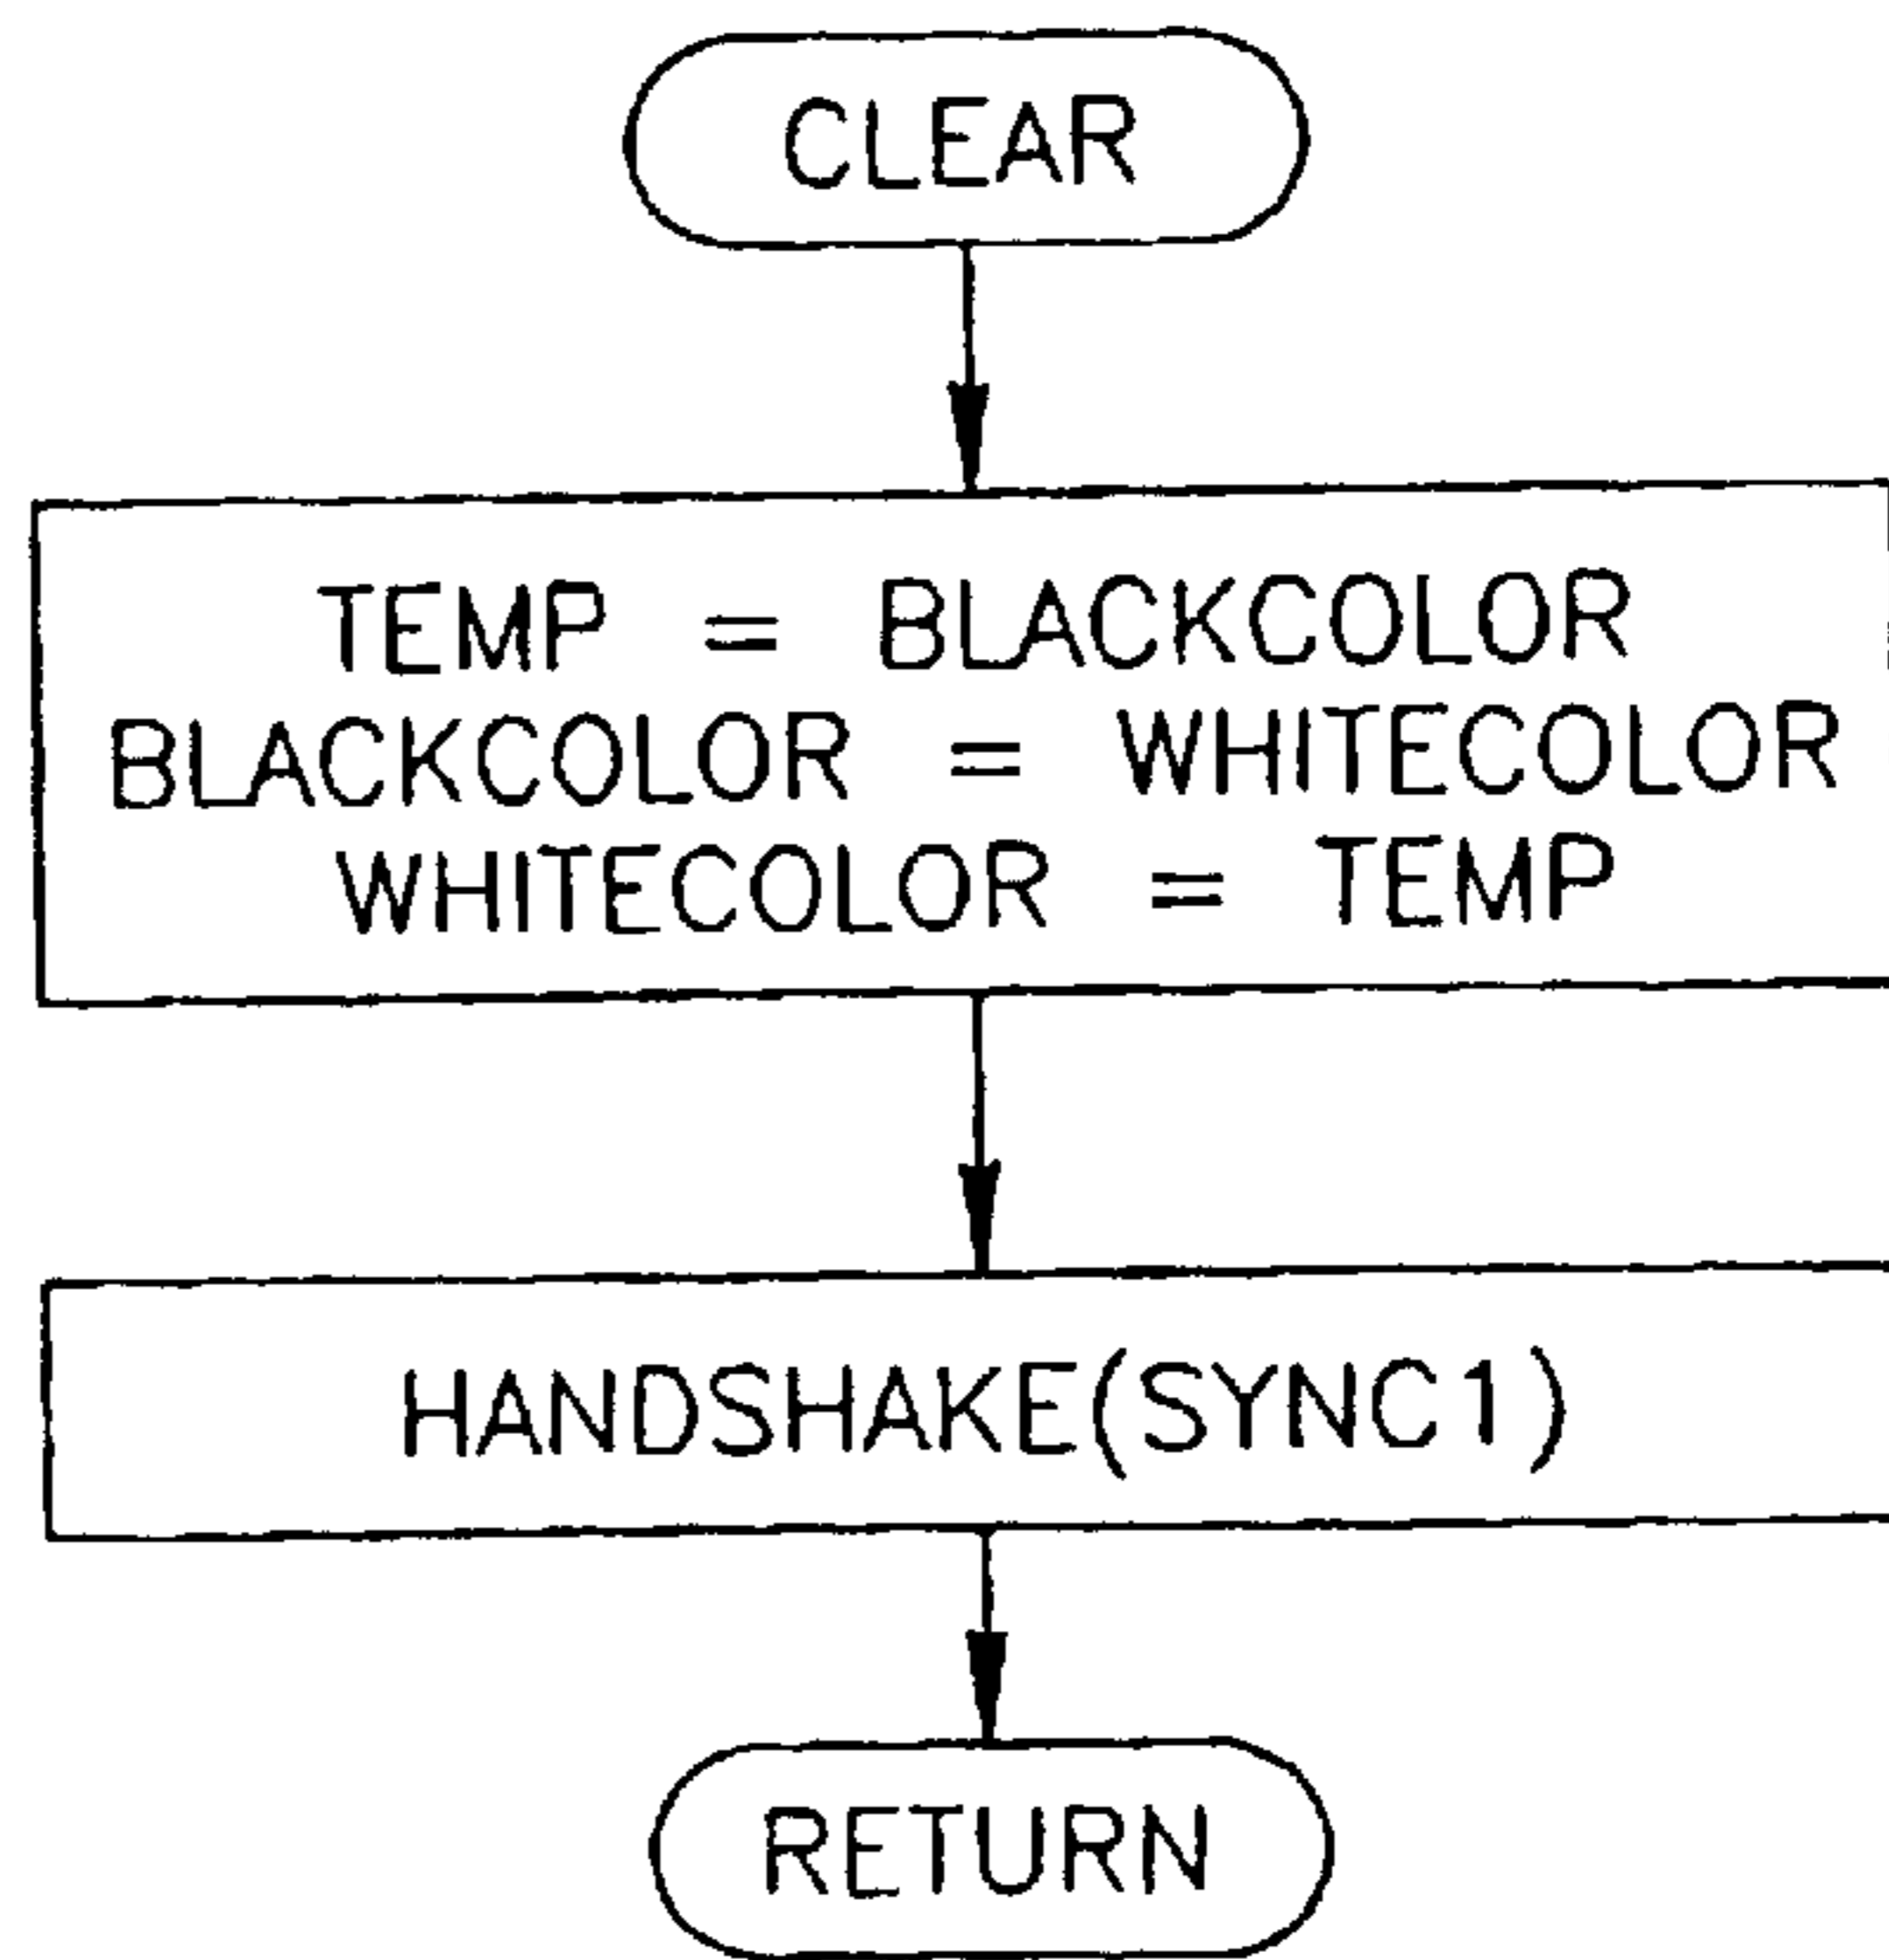 CLEAR
TEMP = BLACKCOLOR
BLACKCOLOR = WHITECOLOR
WHITECOLOR = TEMP
HANDSHAKE(SYNC1)
RETURN